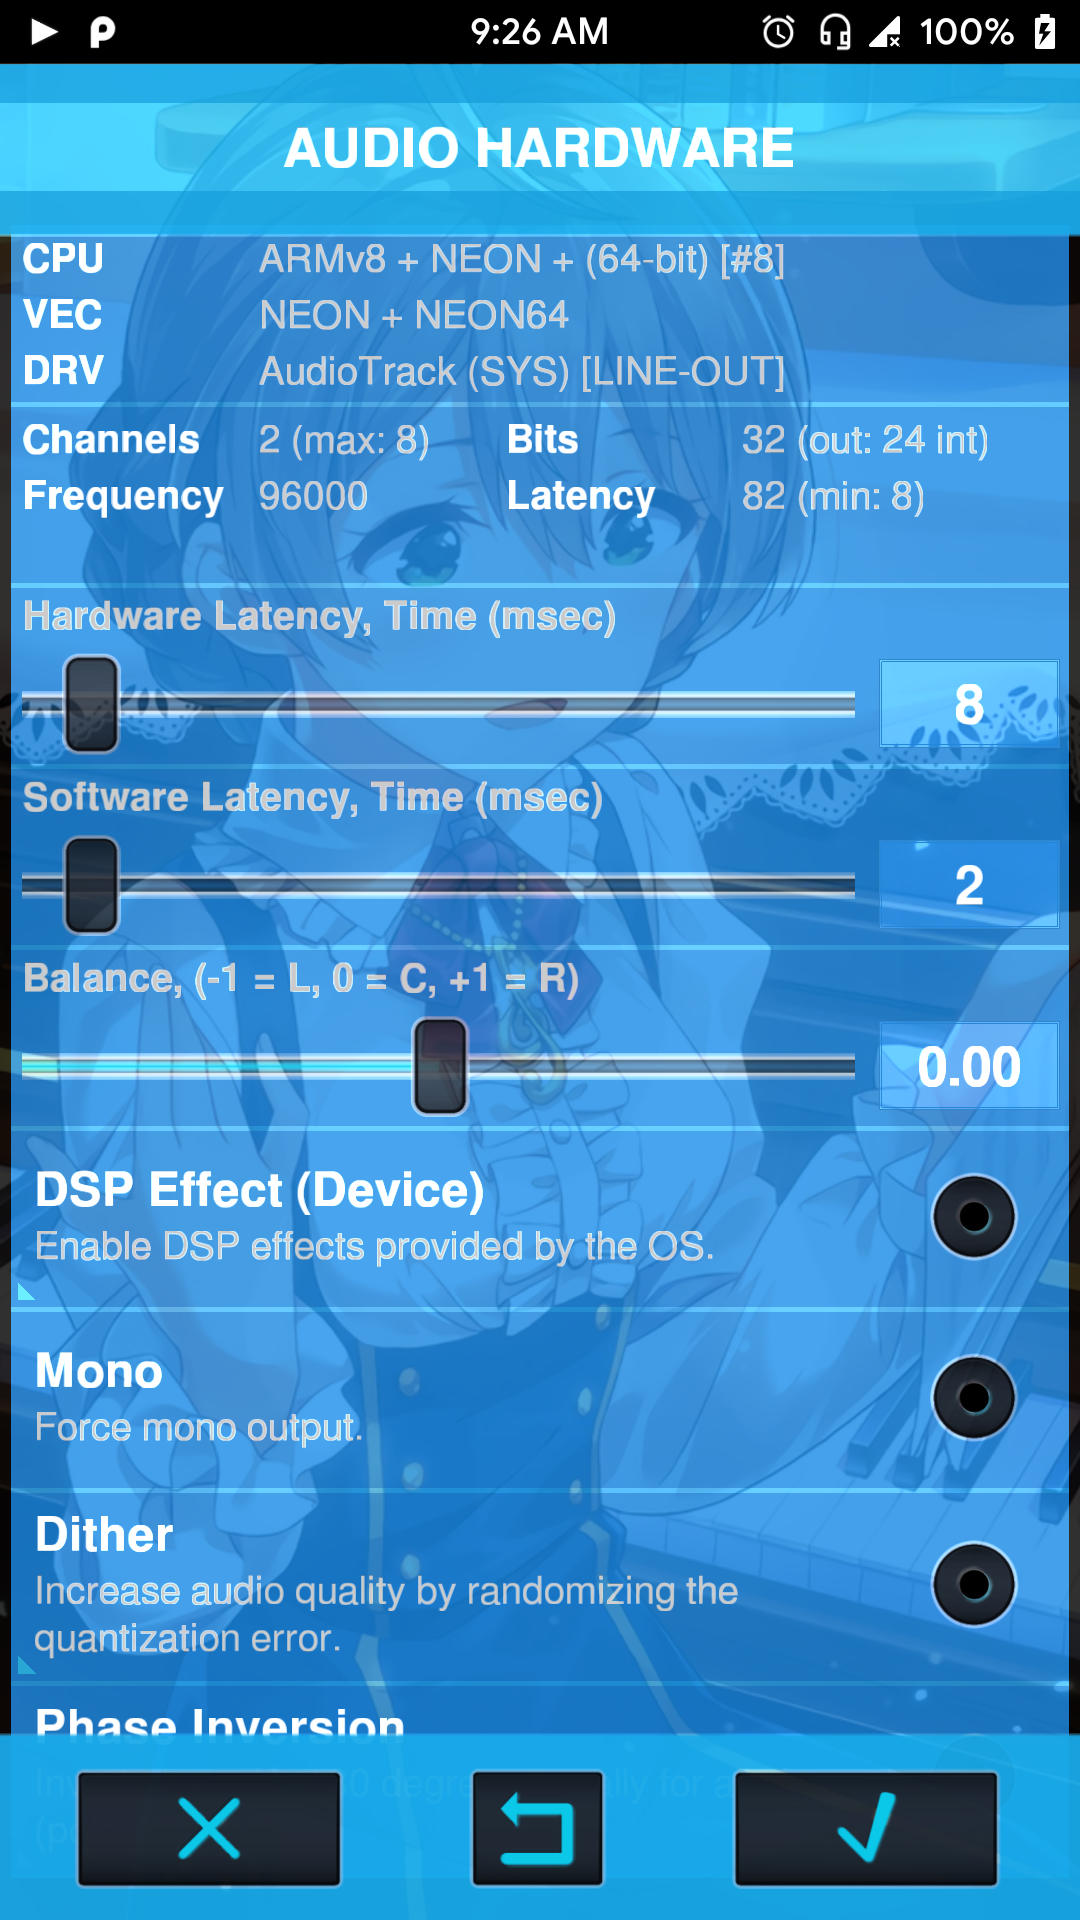 9:26 AM 100%
AUDIO HARDWARE
CPU ARMv8 + NEON + (64-bit) [#8]
VEC NEON + NEON64
DRV AudioTrack (SYS) [LINE-OUT]
Channels 2 (max: 8) Bits 32 (out: 24 int)
Frequency 96000 Latency 82 (min: 8)
Hardware Latency, Time (msec)
8
Software Latency, Time (msec)
2
Balance, (-1 = L, 0 = C, +1 = R)
0.00
DSP Effect (Device)
Enable DSP effects provided by the OS.
Mono
Force mono output.
Dither
Increase audio quality by randomizing the
quantization error.
Phase Inversion